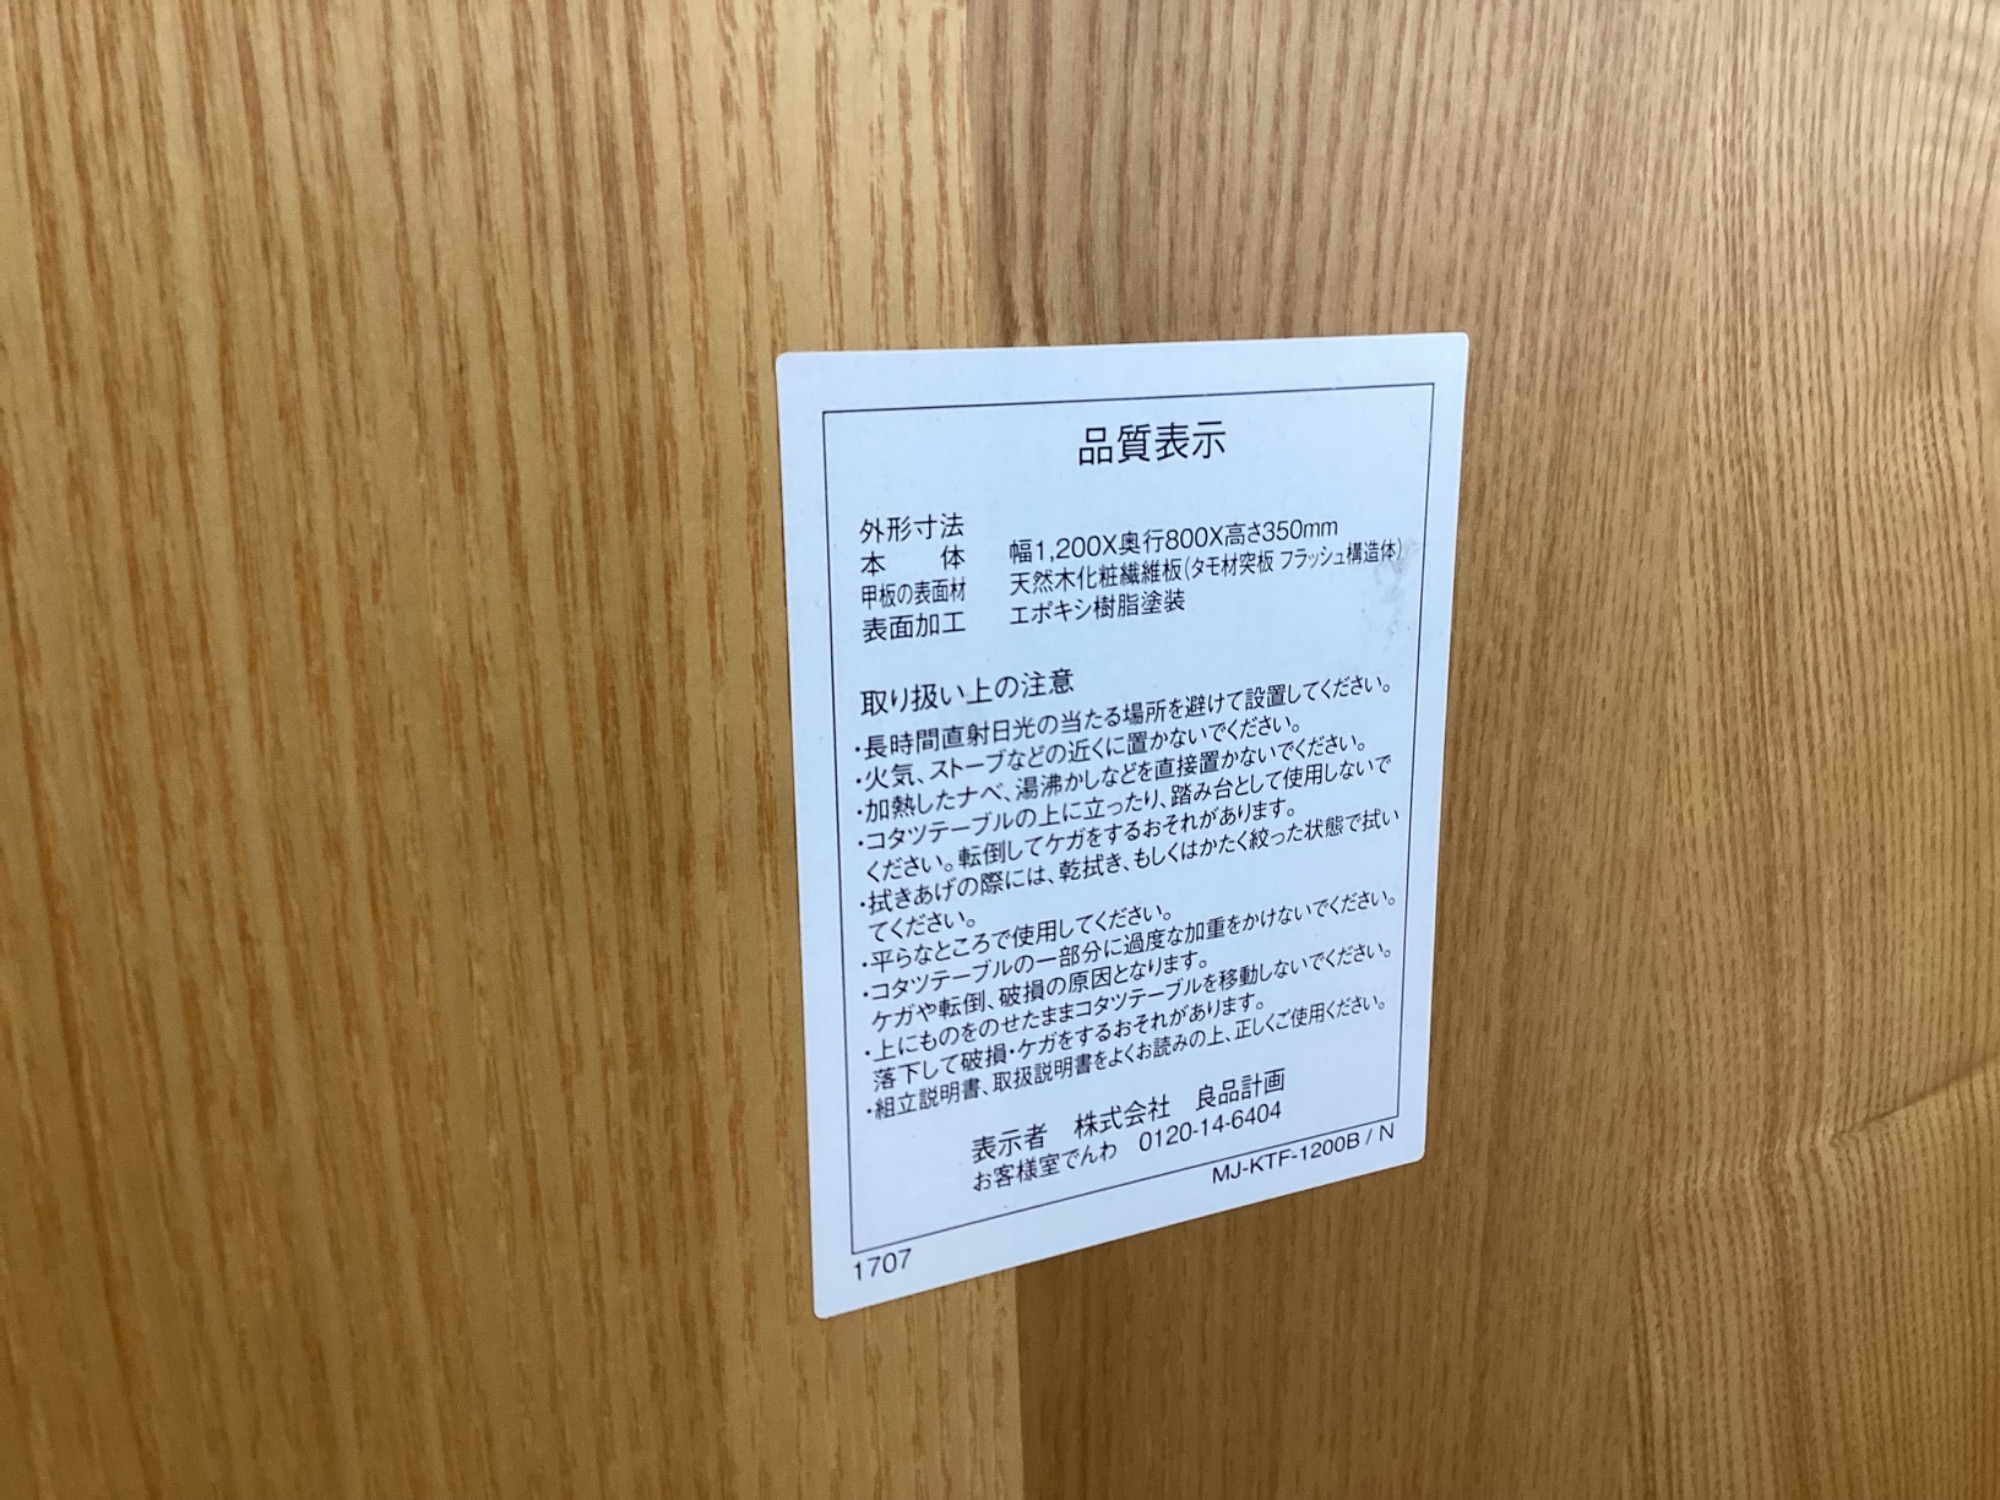 品質表示
外形寸法
本 体 幅1,200X奥行800X高さ350mm
甲板の表面材 天然木化粧繊維板(タモ材突板 フラッシュ構造体)
表面加工 エポキシ樹脂塗装
取り扱い上の注意
・長時間直射日光の当たる場所を避けて設置してください。
・火気、ストーブなどの近くに置かないでください。
・加熱したナベ、湯沸かしなどを直接置かないでください。
・コタツテーブルの上に立ったり、踏み台として使用しないで
ください。転倒してケガをするおそれがあります。
・拭きあげの際には、乾拭き、もしくはかたく絞った状態で拭い
てください。
・平らなところで使用してください。
・コタツテーブルの一部分に過度な加重をかけないでください。
ケガや転倒、破損の原因となります。
・上にものをのせたままコタツテーブルを移動しないでください。
落下して破損・ケガをするおそれがあります。
・組立説明書、取扱説明書をよくお読みの上、正しくご使用ください。
表示者 株式会社 良品計画
お客様室でんわ 0120-14-6404
MJ-KTF-1200B / N
1707